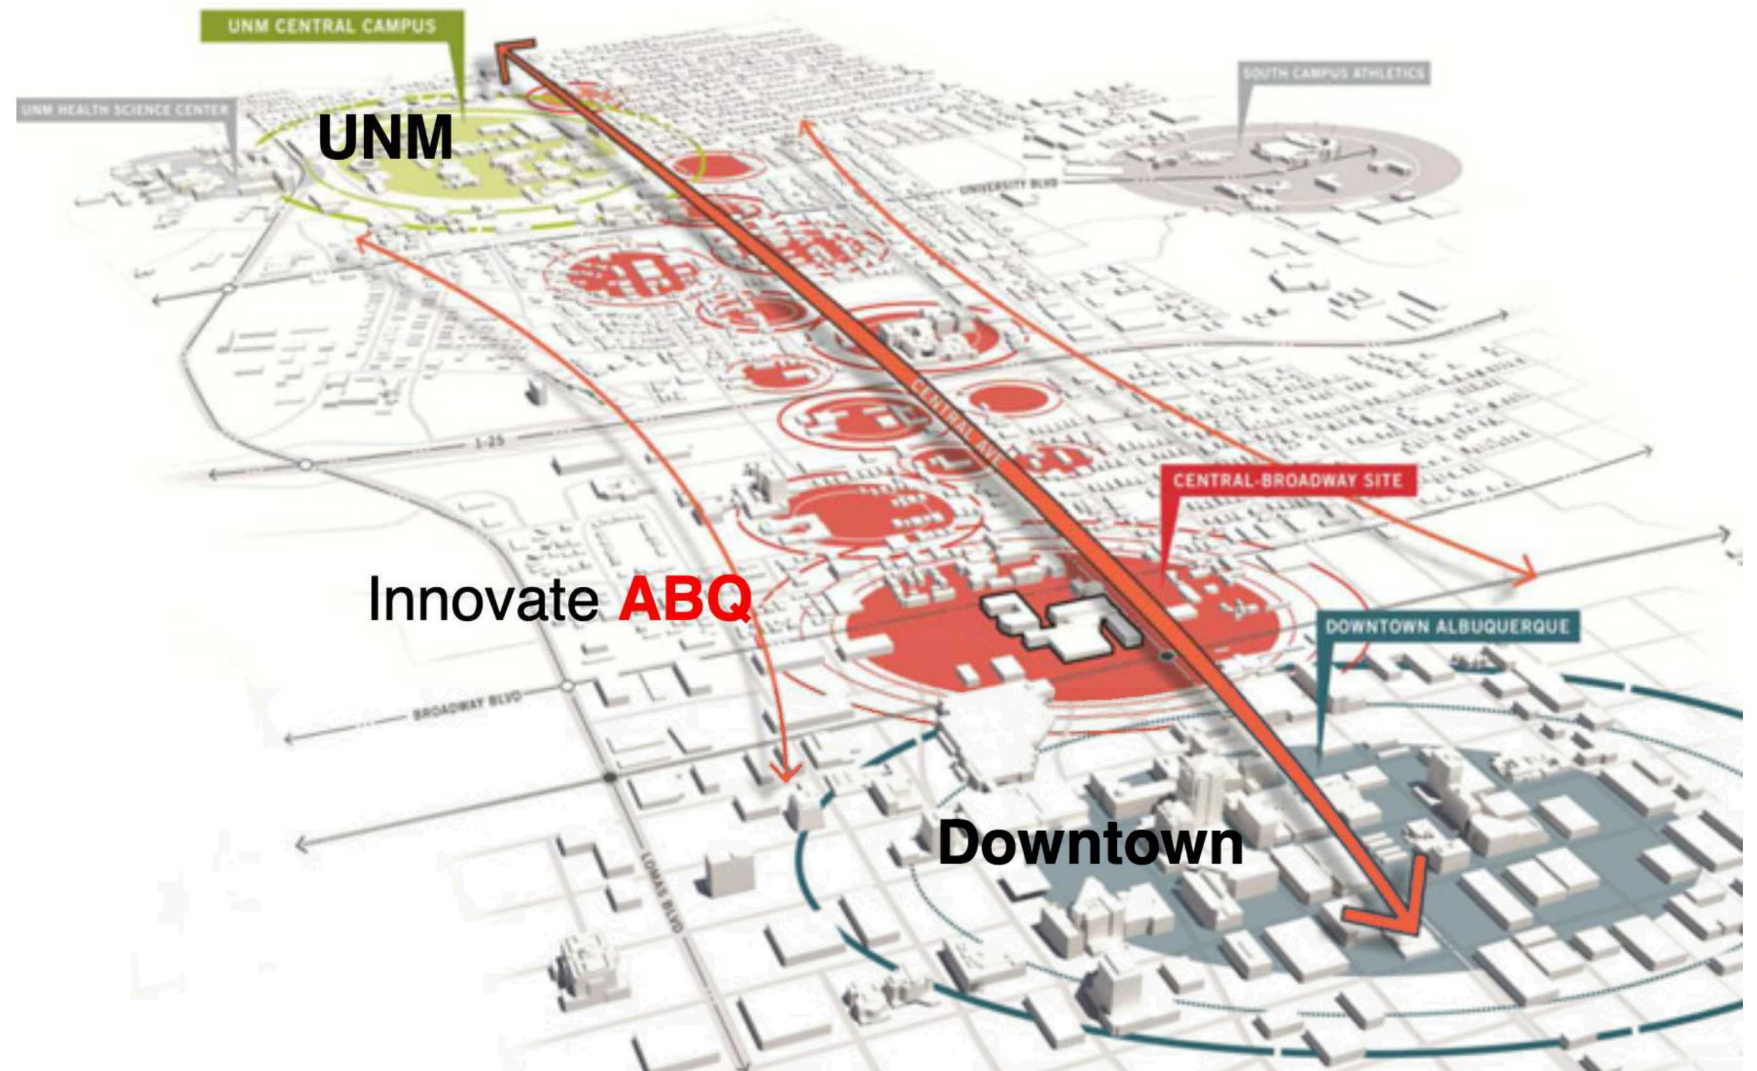 UNM CENTRAL CAMPUS
SOUTH CAMPUS ATHLETICS
UNM HEALTH SCIENCE CENTER
UNM
UNIVERSITY BLVD
CENTRAL AVE
I-25
CENTRAL-BROADWAY SITE
Innovate ABQ
DOWNTOWN ALBUQUERQUE
BROADWAY BLVD
Downtown
LOMAS BLVD